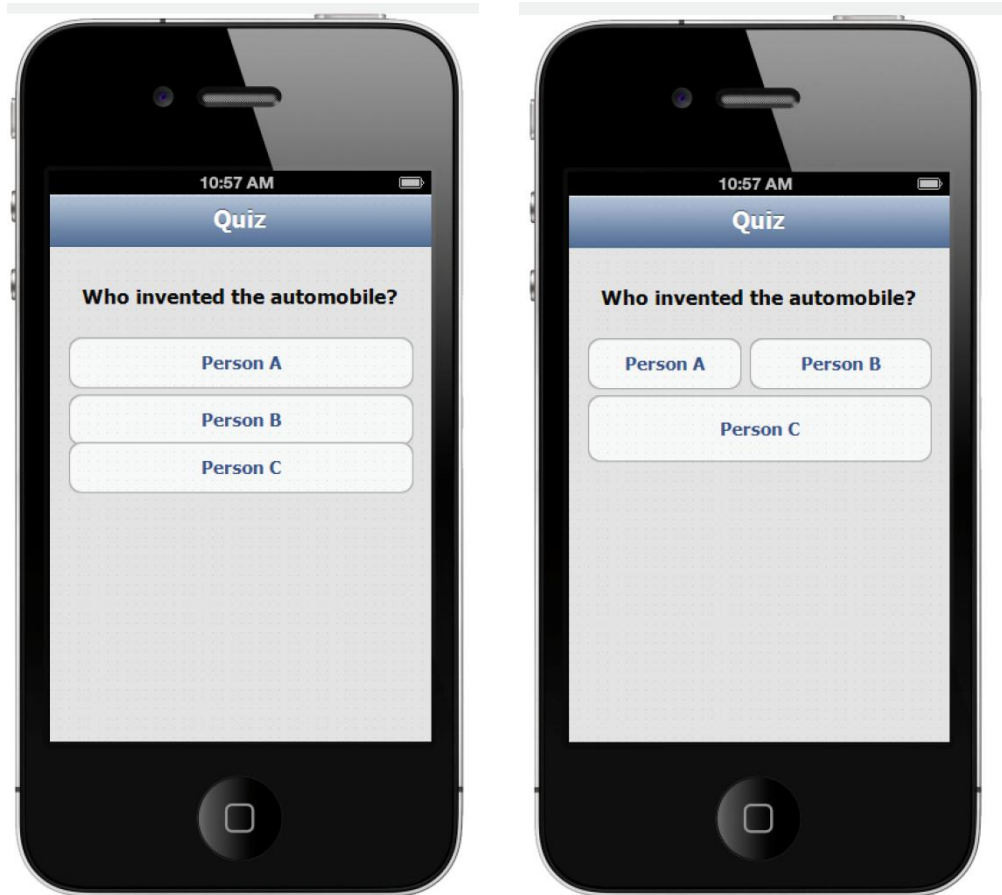 10:57 AM
Quiz
Who invented the automobile?
Person A
Person B
Person C
10:57 AM
Quiz
Who invented the automobile?
Person A Person B
Person C